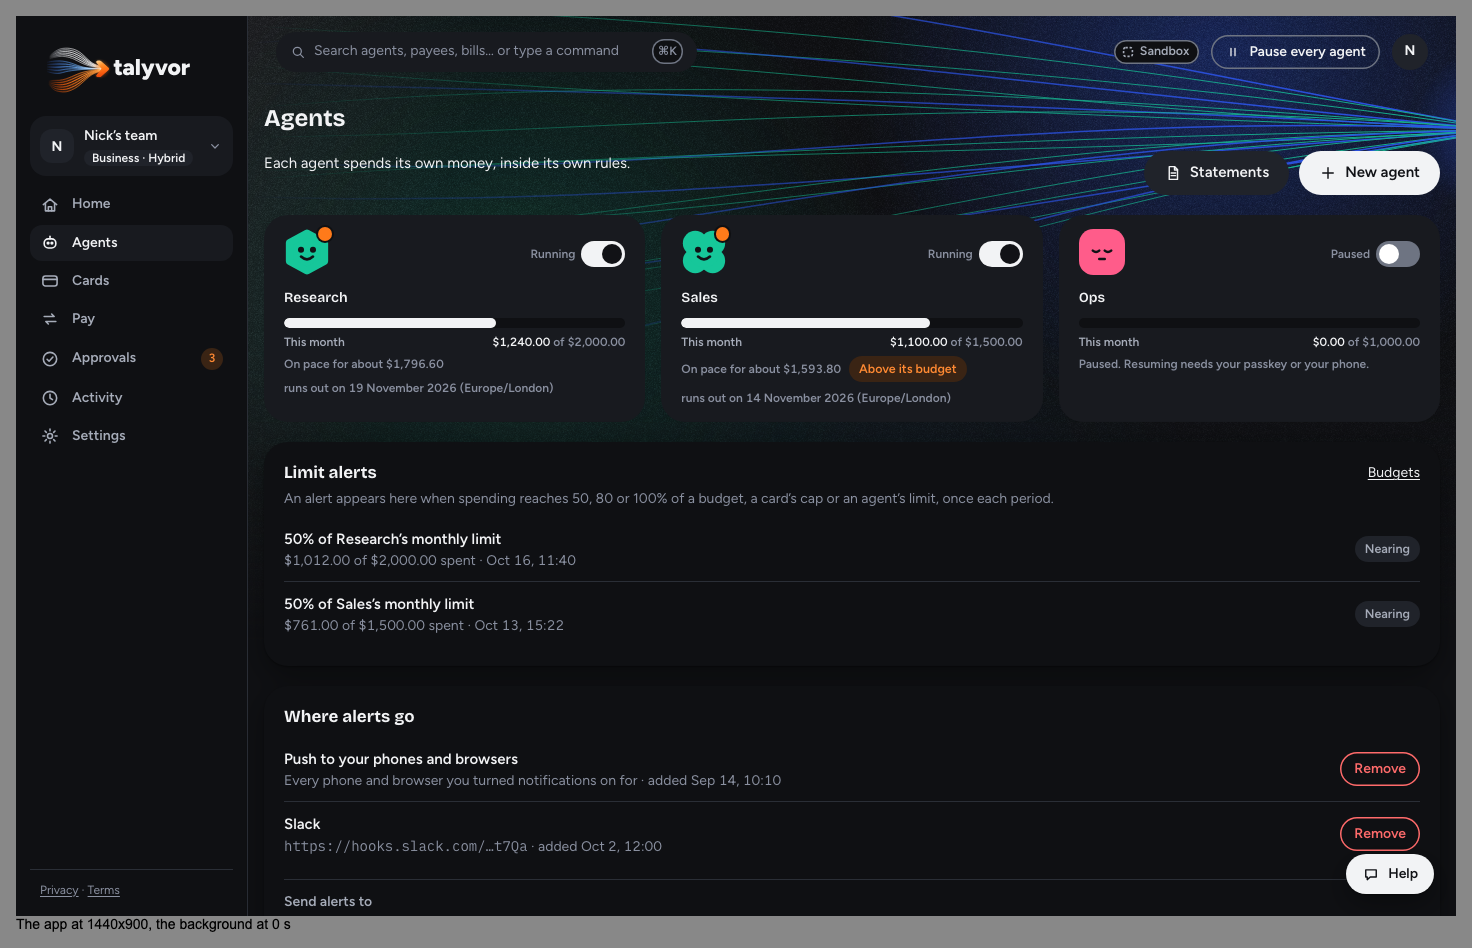 talyvor
Search agents, payees, bills... or type a command
⌘K
Sandbox
Pause every agent
N
N
Nick's team
Business · Hybrid
Home
Agents
Cards
Pay
Approvals
3
Activity
Settings
Privacy · Terms
Agents
Each agent spends its own money, inside its own rules.
Statements
New agent
Running
Research
This month
$1,240.00 of $2,000.00
On pace for about $1,796.60
runs out on 19 November 2026 (Europe/London)
Running
Sales
This month
$1,100.00 of $1,500.00
On pace for about $1,593.80
Above its budget
runs out on 14 November 2026 (Europe/London)
Paused
Ops
This month
$0.00 of $1,000.00
Paused. Resuming needs your passkey or your phone.
Limit alerts
Budgets
An alert appears here when spending reaches 50, 80 or 100% of a budget, a card's cap or an agent's limit, once each period.
50% of Research's monthly limit
$1,012.00 of $2,000.00 spent · Oct 16, 11:40
Nearing
50% of Sales's monthly limit
$761.00 of $1,500.00 spent · Oct 13, 15:22
Nearing
Where alerts go
Push to your phones and browsers
Every phone and browser you turned notifications on for · added Sep 14, 10:10
Remove
Slack
https://hooks.slack.com/…t7Qa · added Oct 2, 12:00
Remove
Send alerts to
Help
The app at 1440x900, the background at 0 s